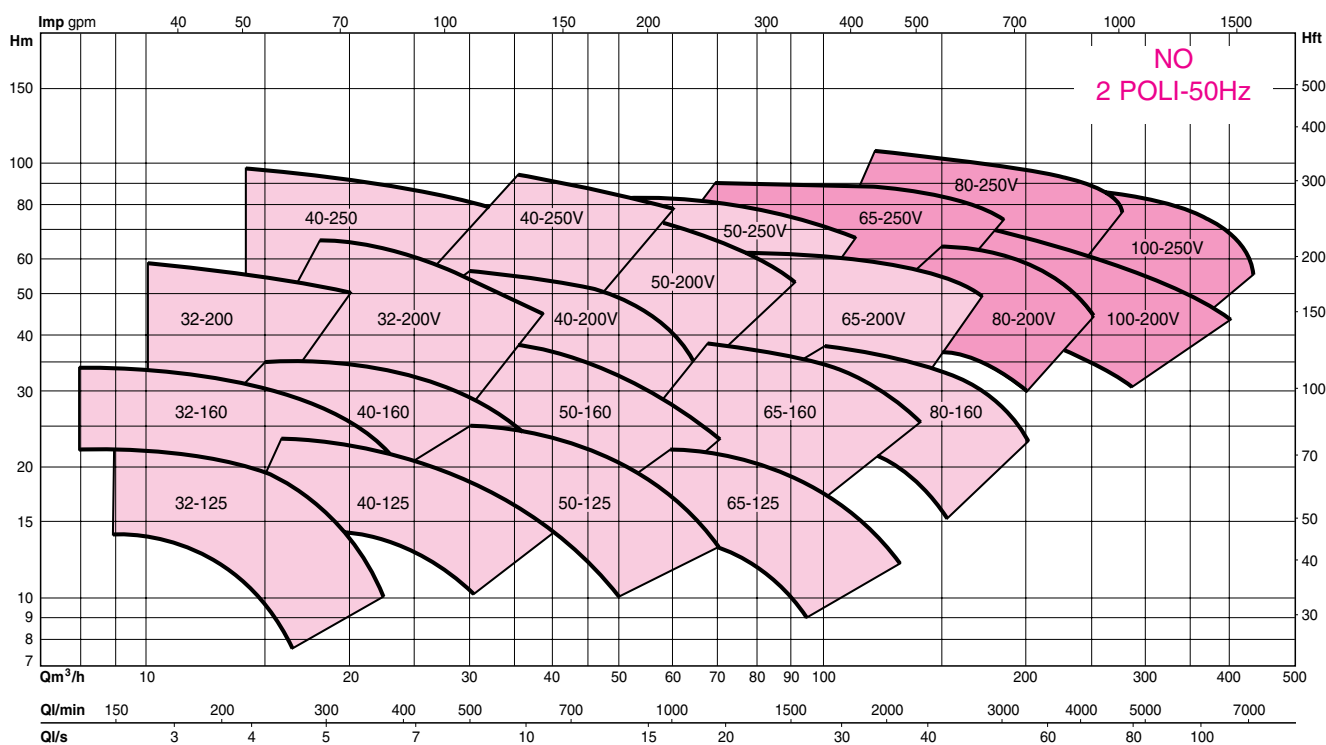 Imp gpm 40 50 70 100 150 200 300 400 500 700 1000 1500
Hm Hft
NO
2 POLI-50Hz
150 500
400
100 300
80-250V
80
40-250 40-250V 65-250V
50-250V
100-250V
60 200
50-200V
50 150
32-200 32-200V 40-200V 65-200V 80-200V 100-200V
40
30 100
32-160 40-160 50-160 65-160 80-160
20 70
32-125 40-125 50-125 65-125
15 50
40
10
9 30
8
7
Qm³/h 10 20 30 40 50 60 70 80 90 100 200 300 400 500
Ql/min 150 200 300 400 500 700 1000 1500 2000 3000 4000 5000 7000
Ql/s 3 4 5 7 10 15 20 30 40 60 80 100